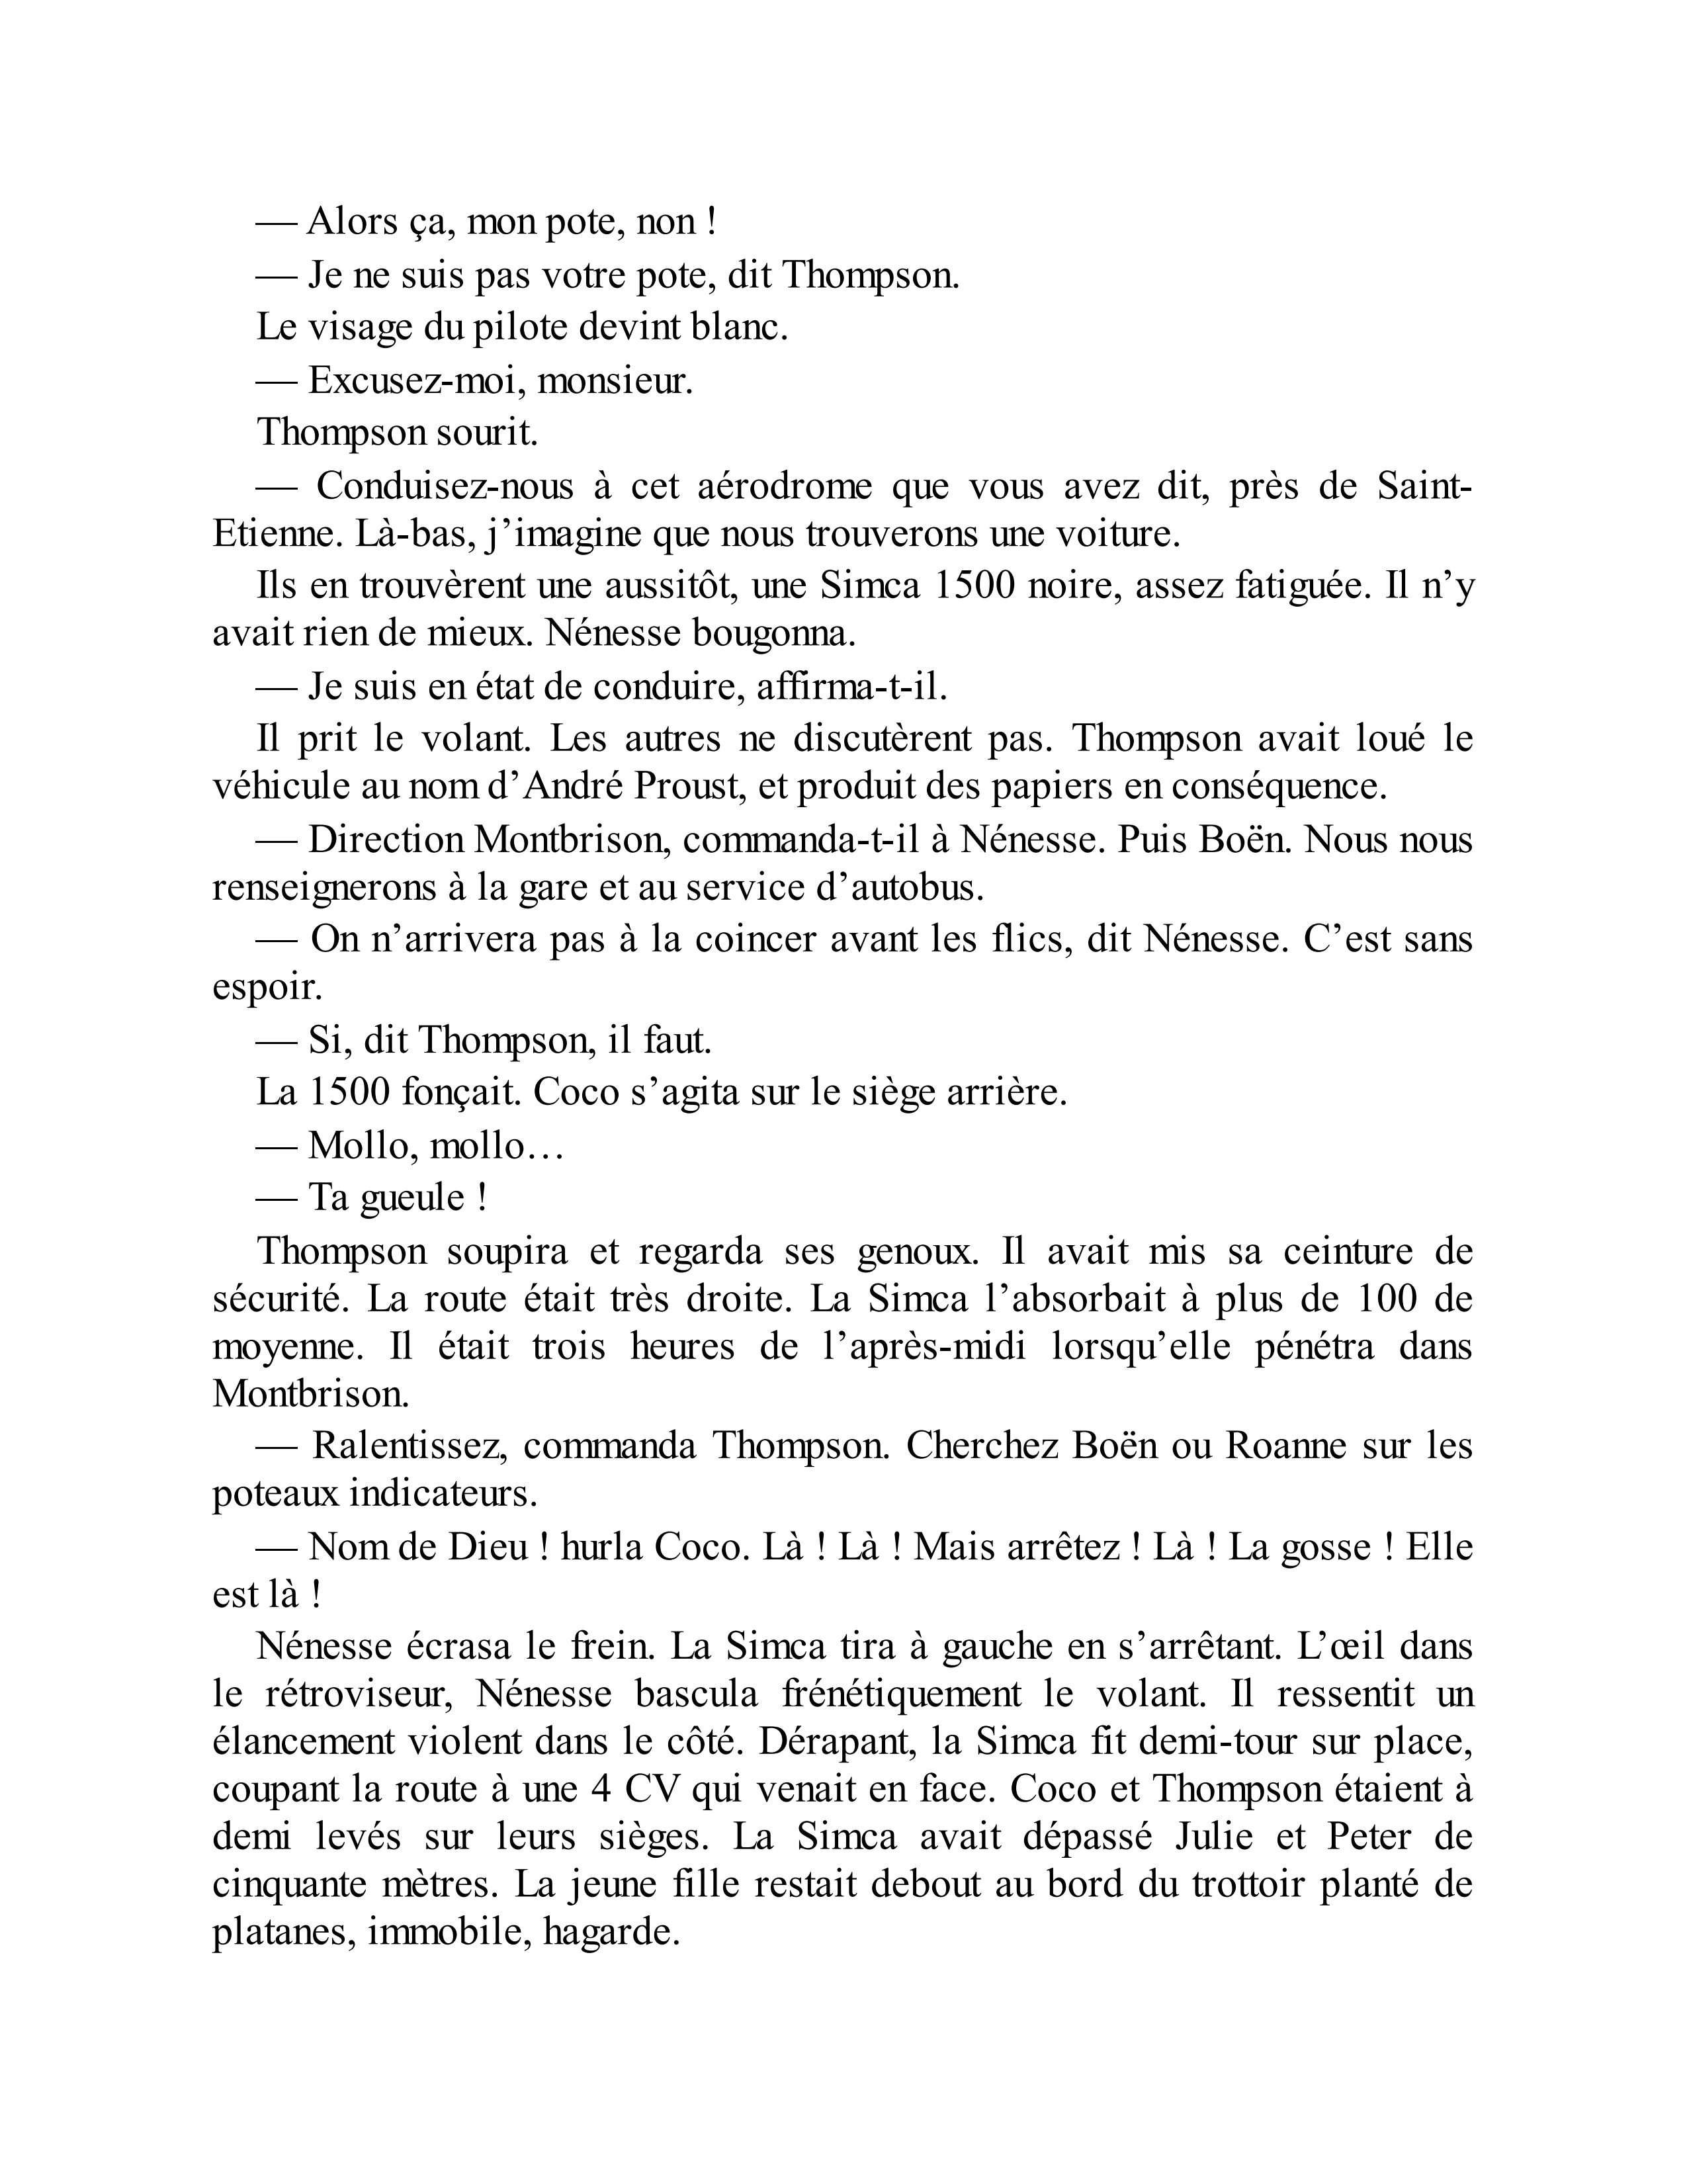 — Alors ça, mon pote, non !
— Je ne suis pas votre pote, dit Thompson.
Le visage du pilote devint blanc.
— Excusez-moi, monsieur.
Thompson sourit.
— Conduisez-nous à cet aérodrome que vous avez dit, près de Saint-
Etienne. Là-bas, j’imagine que nous trouverons une voiture.
Ils en trouvèrent une aussitôt, une Simca 1500 noire, assez fatiguée. Il n’y
avait rien de mieux. Nénesse bougonna.
— Je suis en état de conduire, affirma-t-il.
Il prit le volant. Les autres ne discutèrent pas. Thompson avait loué le
véhicule au nom d’André Proust, et produit des papiers en conséquence.
— Direction Montbrison, commanda-t-il à Nénesse. Puis Boën. Nous nous
renseignerons à la gare et au service d’autobus.
— On n’arrivera pas à la coincer avant les flics, dit Nénesse. C’est sans
espoir.
— Si, dit Thompson, il faut.
La 1500 fonçait. Coco s’agita sur le siège arrière.
— Mollo, mollo…
— Ta gueule !
Thompson soupira et regarda ses genoux. Il avait mis sa ceinture de
sécurité. La route était très droite. La Simca l’absorbait à plus de 100 de
moyenne. Il était trois heures de l’après-midi lorsqu’elle pénétra dans
Montbrison.
— Ralentissez, commanda Thompson. Cherchez Boën ou Roanne sur les
poteaux indicateurs.
— Nom de Dieu ! hurla Coco. Là ! Là ! Mais arrêtez ! Là ! La gosse ! Elle
est là !
Nénesse écrasa le frein. La Simca tira à gauche en s’arrêtant. L’œil dans
le rétroviseur, Nénesse bascula frénétiquement le volant. Il ressentit un
élancement violent dans le côté. Dérapant, la Simca fit demi-tour sur place,
coupant la route à une 4 CV qui venait en face. Coco et Thompson étaient à
demi levés sur leurs sièges. La Simca avait dépassé Julie et Peter de
cinquante mètres. La jeune fille restait debout au bord du trottoir planté de
platanes, immobile, hagarde.